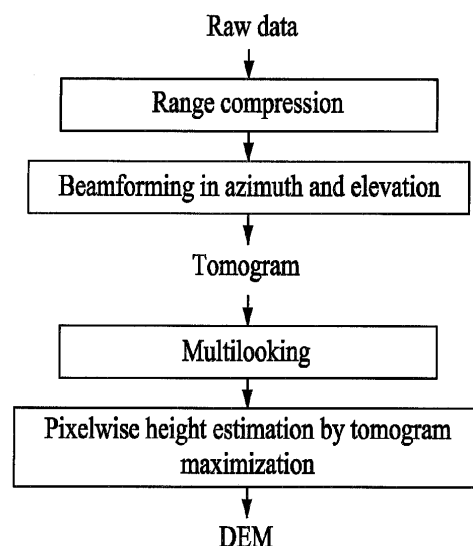 Raw data
Range compression
Beamforming in azimuth and elevation
Tomogram
Multilooking
Pixelwise height estimation by tomogram
maximization
DEM